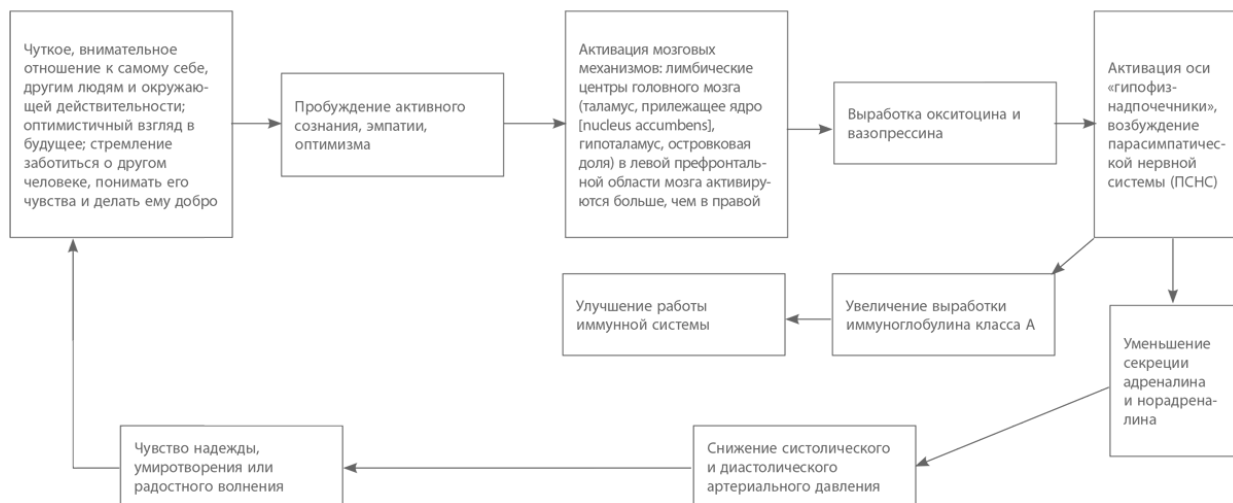 Чуткое, внимательное
отношение к самому себе,
другим людям и окружаю-
щей действительности;
оптимистичный взгляд в
будущее; стремление
заботиться о другом
человеке, понимать его
чувства и делать ему добро
Пробуждение активного
сознания, эмпатии,
оптимизма
Активация мозговых
механизмов: лимбические
центры головного мозга
(таламус, прилежащее ядро
[nucleus accumbens],
гипоталамус, островковая
доля) в левой префронталь-
ной области мозга активиру-
ются больше, чем в правой
Выработка окситоцина и
вазопрессина
Активация оси
«гипофиз-
надпочечники»,
возбуждение
парасимпатиче-
ской нервной
системы (ПСНС)
Улучшение работы
иммунной системы
Увеличение выработки
иммуноглобулина класса А
Уменьшение
секреции
адреналина
и норадрена-
лина
Чувство надежды,
умиротворения или
радостного волнения
Снижение систолического
и диастолического
артериального давления